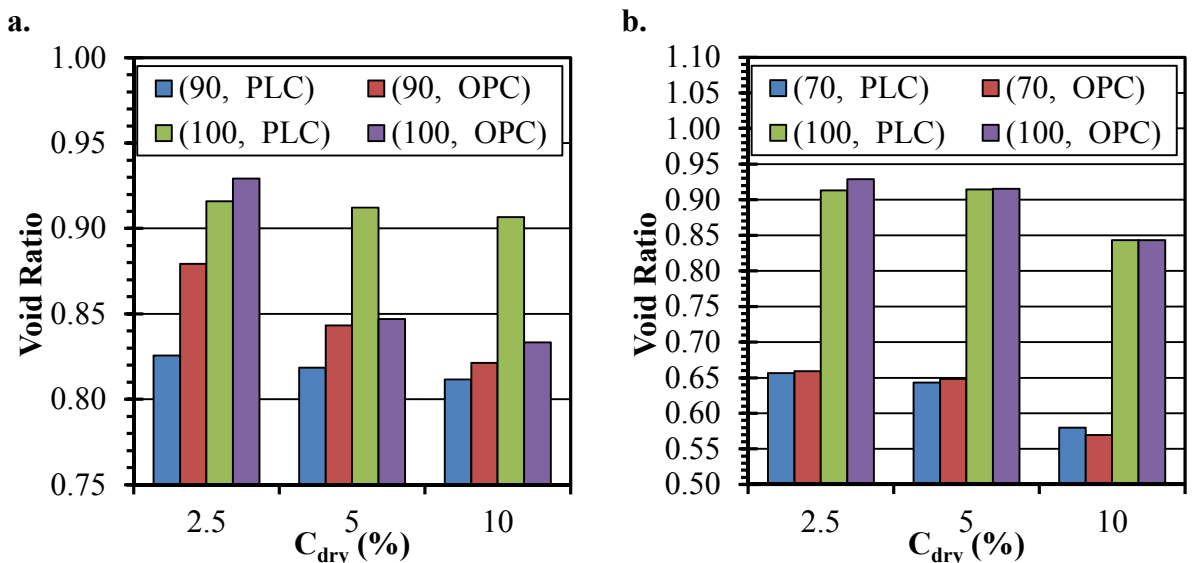 a.
1.00
0.95
0.90
0.85
0.80
0.75
Void Ratio
(90, PLC) (90, OPC)
(100, PLC) (100, OPC)
2.5 5 10
C_dry (%)
b.
1.10
1.05
1.00
0.95
0.90
0.85
0.80
0.75
0.70
0.65
0.60
0.55
0.50
Void Ratio
(70, PLC) (70, OPC)
(100, PLC) (100, OPC)
2.5 5 10
C_dry (%)